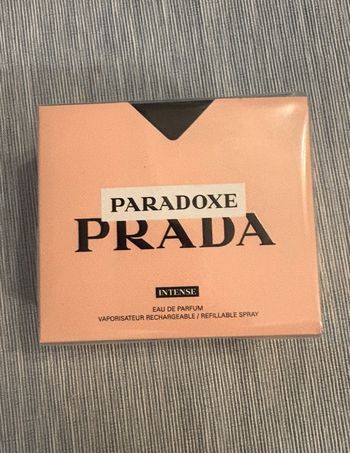 PARADOXE
PRADA
INTENSE
EAU DE PARFUM
VAPORISATEUR RECHARGEABLE / REFILLABLE SPRAY